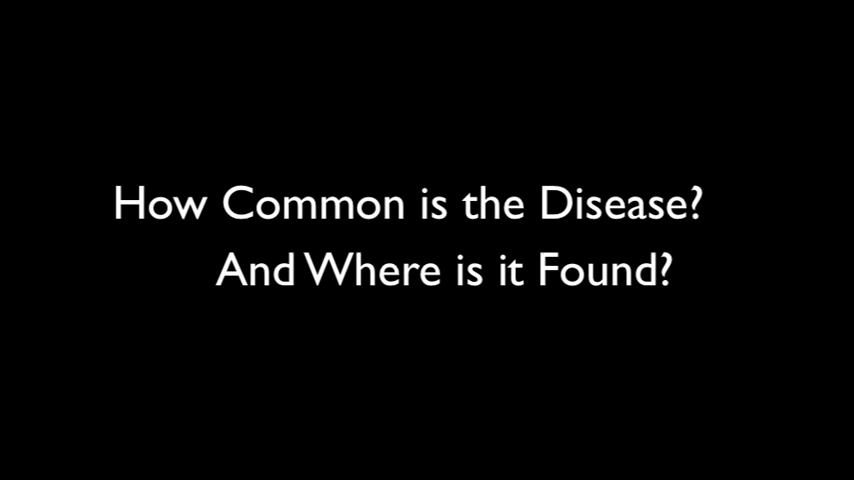 How Common is the Disease?
And Where is it Found?